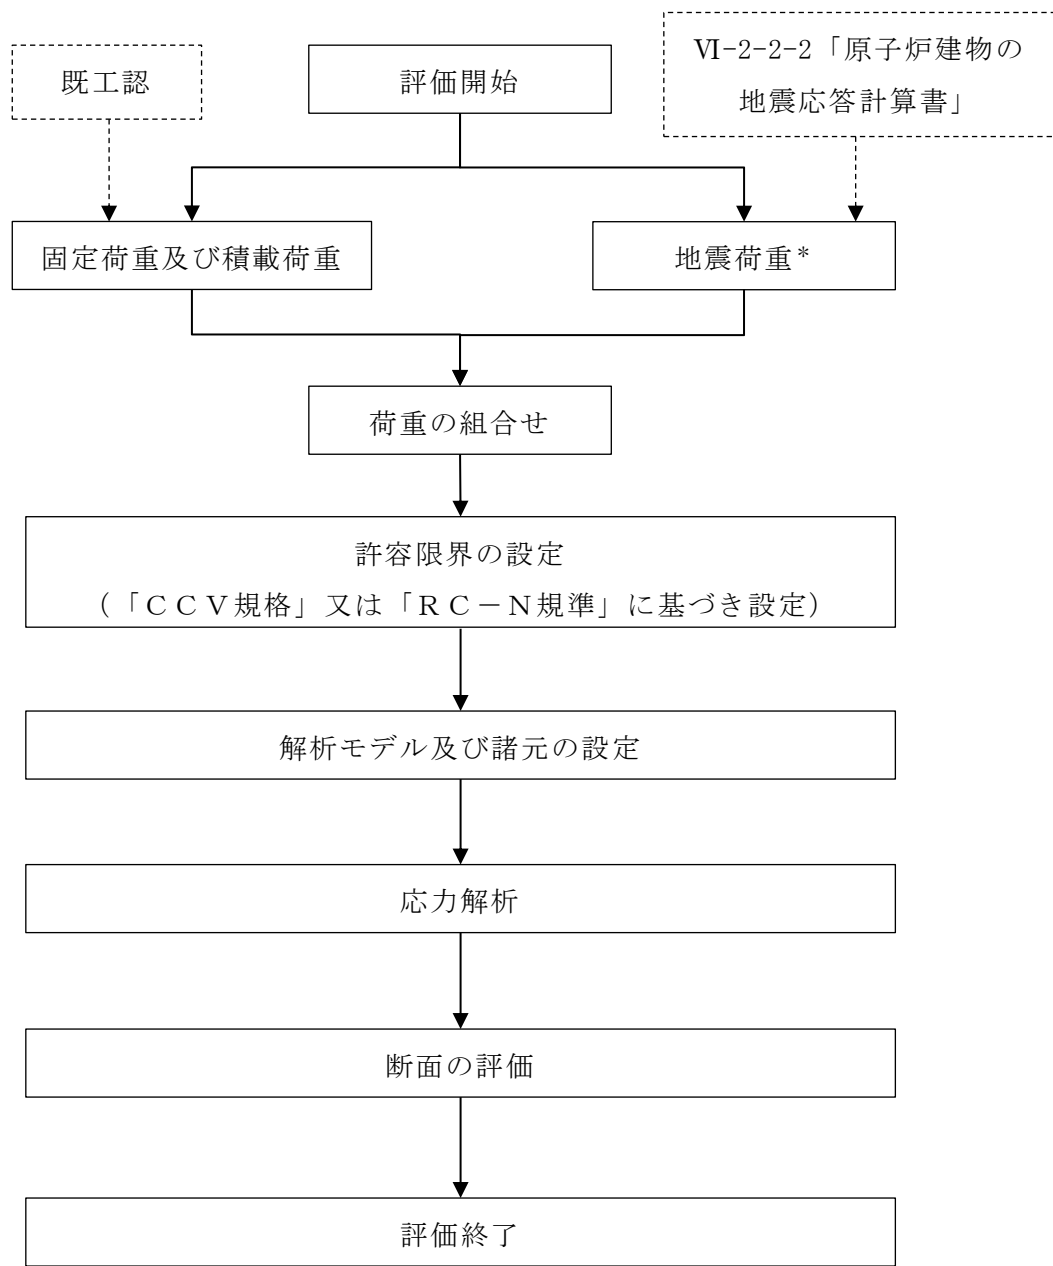 既工認
評価開始
Ⅵ-2-2-2「原子炉建物の
地震応答計算書」
固定荷重及び積載荷重
地震荷重*
荷重の組合せ
許容限界の設定
（「ＣＣＶ規格」又は「ＲＣ－Ｎ規準」に基づき設定）
解析モデル及び諸元の設定
応力解析
断面の評価
評価終了